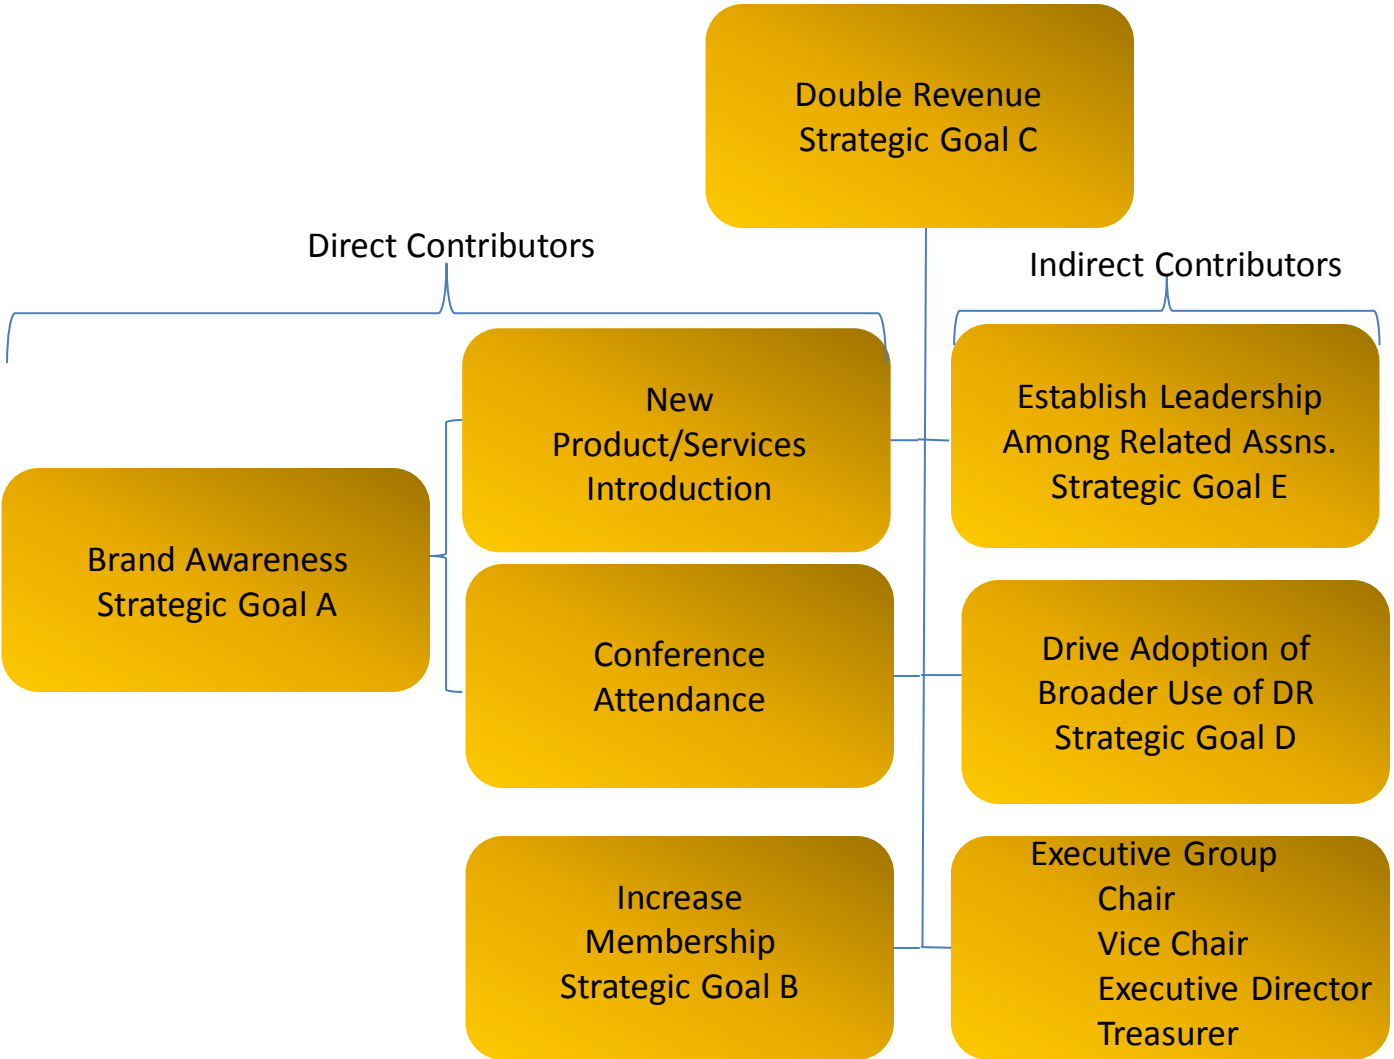 Double Revenue
Strategic Goal C
Direct Contributors
Indirect Contributors
New
Product/Services
Introduction
Establish Leadership
Among Related Assns.
Strategic Goal E
Brand Awareness
Strategic Goal A
Conference
Attendance
Drive Adoption of
Broader Use of DR
Strategic Goal D
Increase
Membership
Strategic Goal B
Executive Group
Chair
Vice Chair
Executive Director
Treasurer